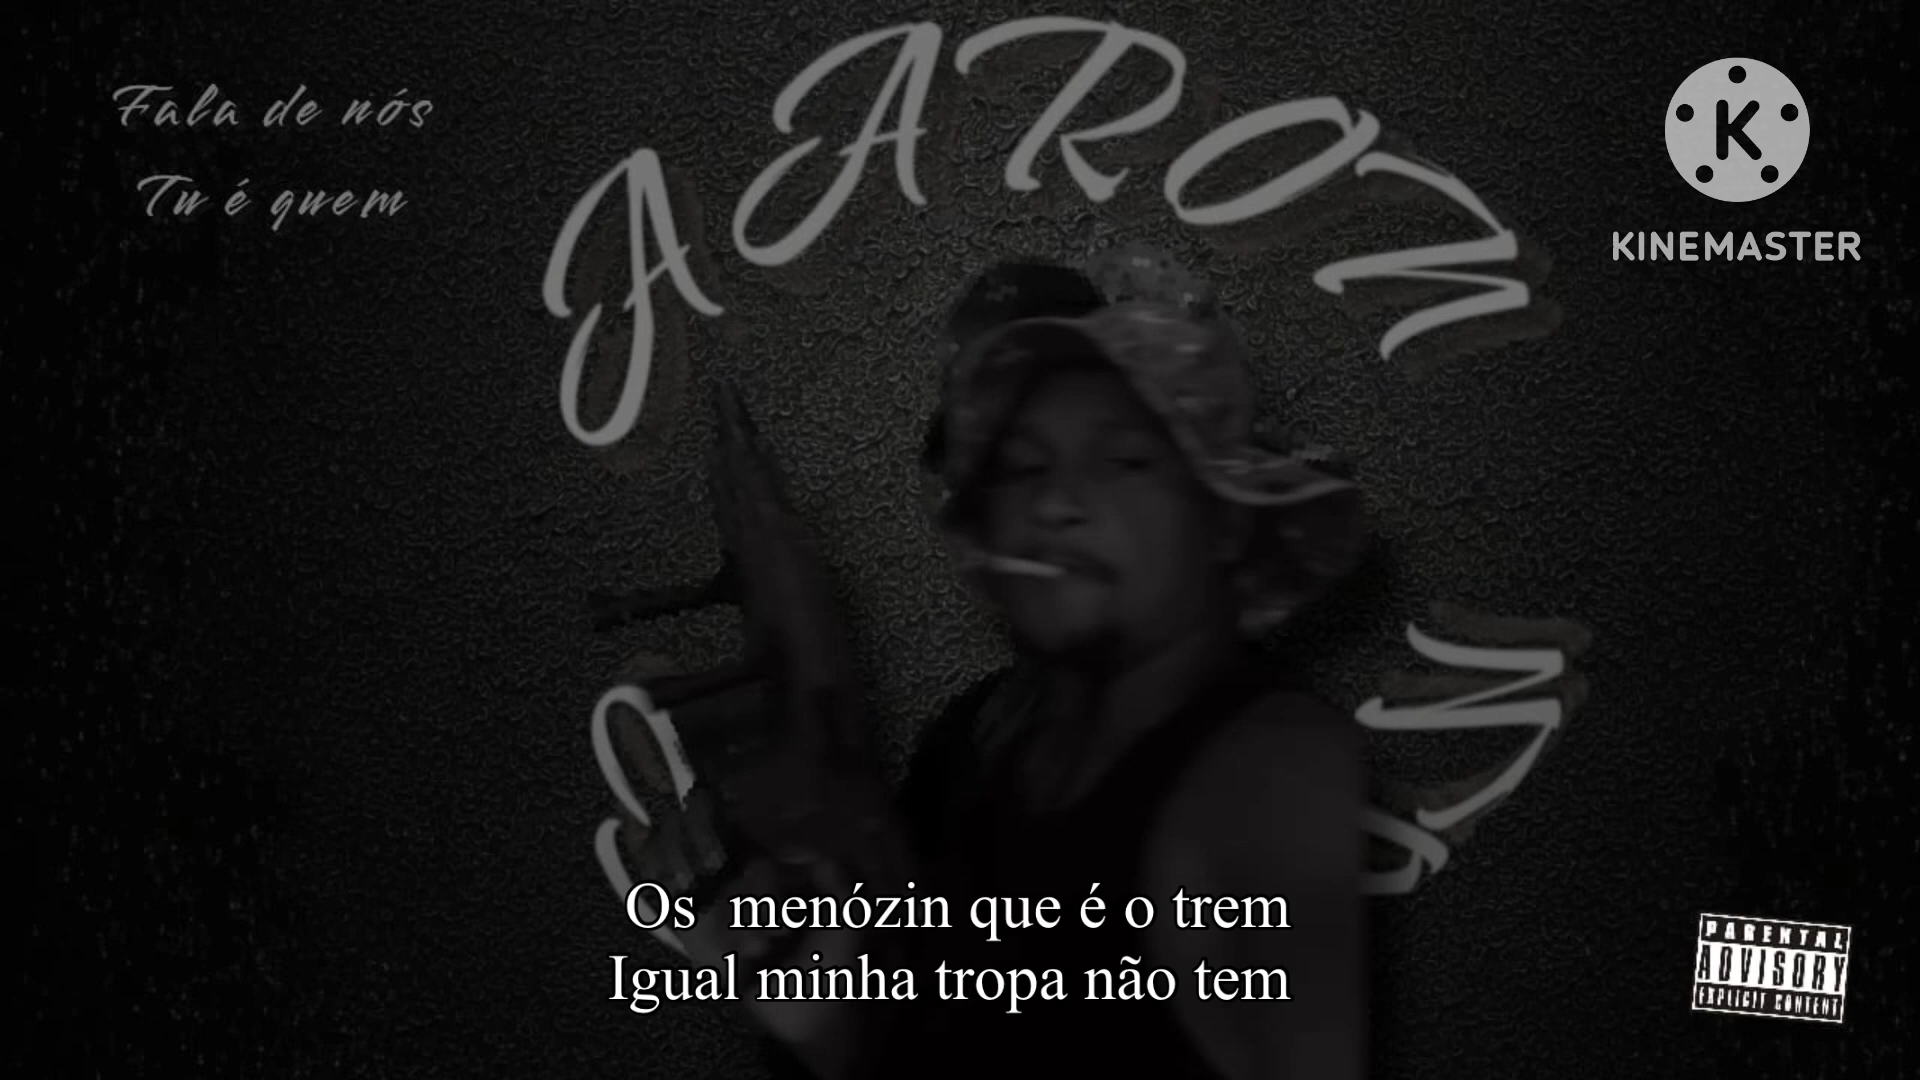 Fala de nós
Tu é quem
AARON
K
KINEMASTER
Os  menózin que é o trem
Igual minha tropa não tem
PARENTAL
ADVISORY
EXPLICIT CONTENT